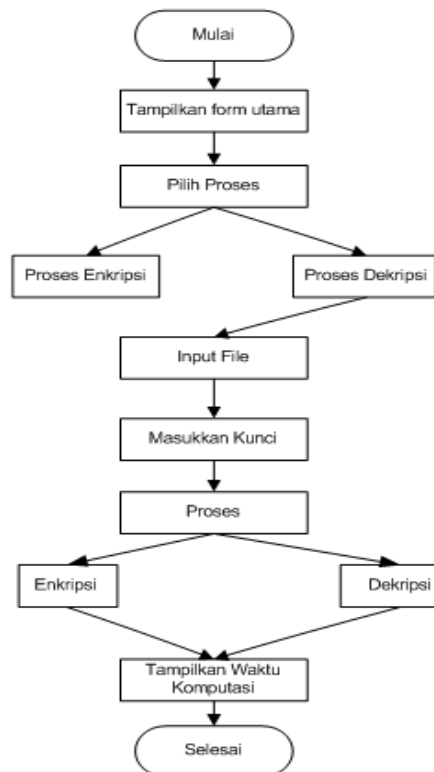 Mulai
Tampilkan form utama
Pilih Proses
Proses Enkripsi
Proses Dekripsi
Input File
Masukkan Kunci
Proses
Enkripsi
Dekripsi
Tampilkan Waktu
Komputasi
Selesai